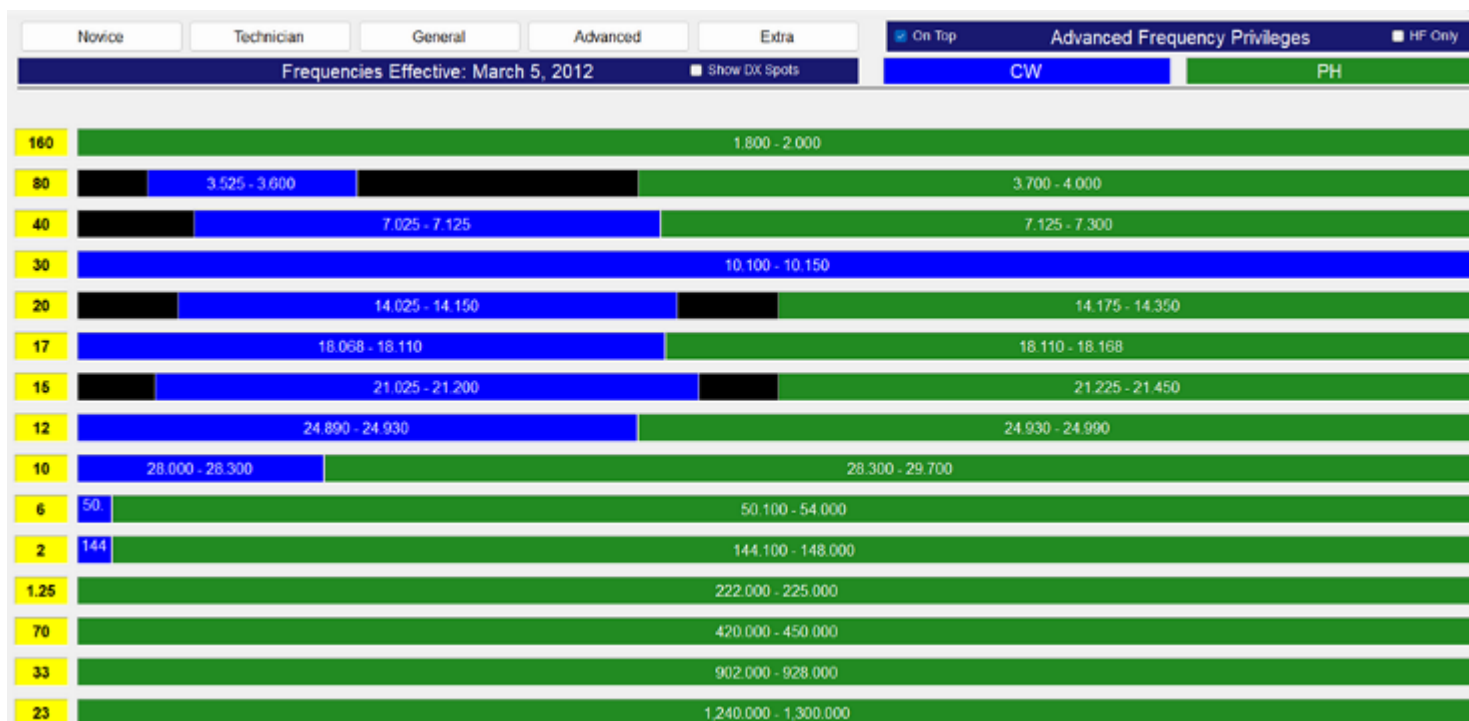 Novice Technician General Advanced Extra On Top Advanced Frequency Privileges HF Only
Frequencies Effective: March 5, 2012 Show DX Spots CW PH
160 1.800 - 2.000
80 3.525 - 3.600 3.700 - 4.000
40 7.025 - 7.125 7.125 - 7.300
30 10.100 - 10.150
20 14.025 - 14.150 14.175 - 14.350
17 18.068 - 18.110 18.110 - 18.168
15 21.025 - 21.200 21.225 - 21.450
12 24.890 - 24.930 24.930 - 24.990
10 28.000 - 28.300 28.300 - 29.700
6 50. 50.100 - 54.000
2 144 144.100 - 148.000
1.25 222.000 - 225.000
70 420.000 - 450.000
33 902.000 - 928.000
23 1,240.000 - 1,300.000